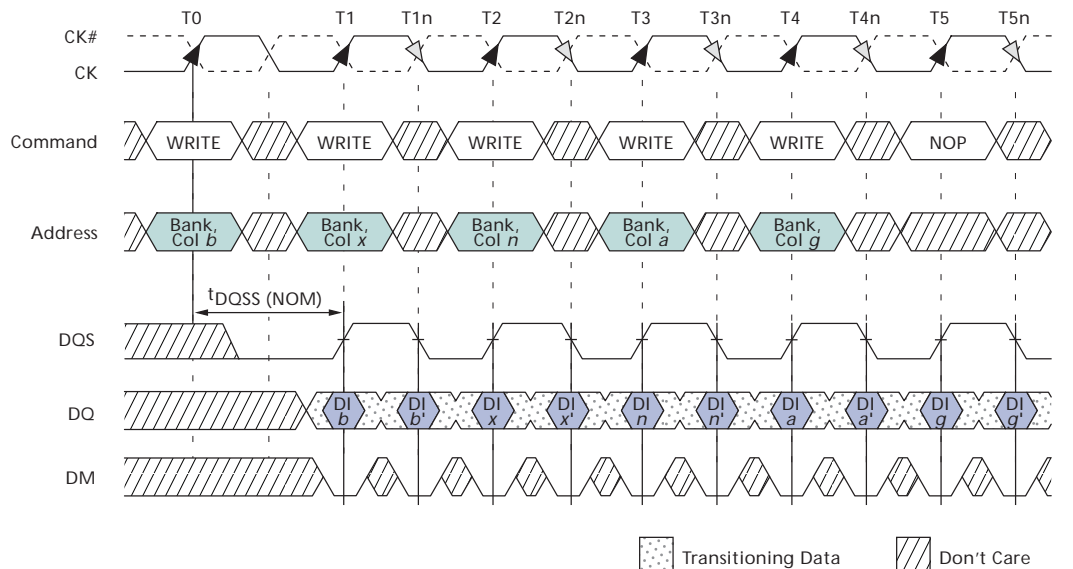 T0 T1 T1n T2 T2n T3 T3n T4 T4n T5 T5n
CK#
CK
Command WRITE WRITE WRITE WRITE WRITE NOP
Address Bank, Col b Bank, Col x Bank, Col n Bank, Col a Bank, Col g
tDQSS (NOM)
DQS
DQ DI b DI b' DI x DI x' DI n DI n' DI a DI a' DI g DI g'
DM
Transitioning Data Don't Care